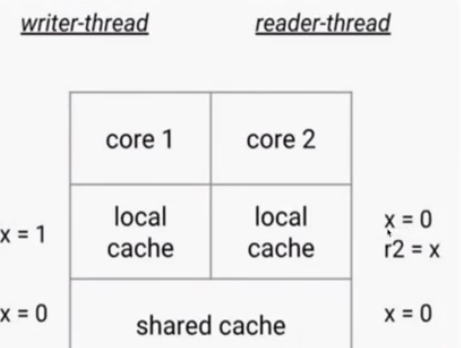 writer-thread
reader-thread
core 1
core 2
x = 1
local
cache
local
cache
x = 0
r2 = x
x = 0
shared cache
x = 0